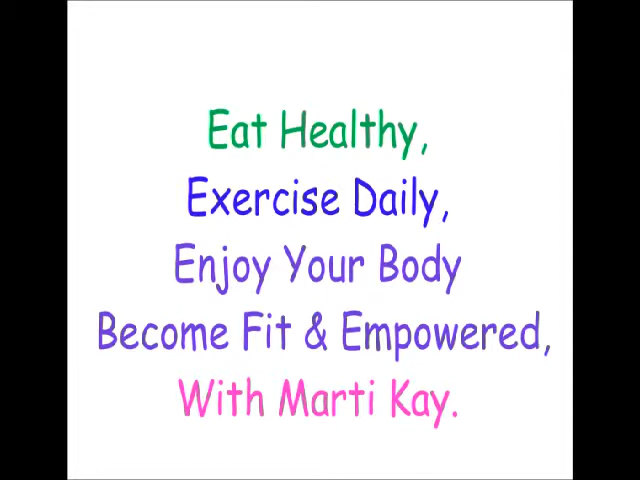 Eat Healthy,
Exercise Daily,
Enjoy Your Body
Become Fit & Empowered,
With Marti Kay.